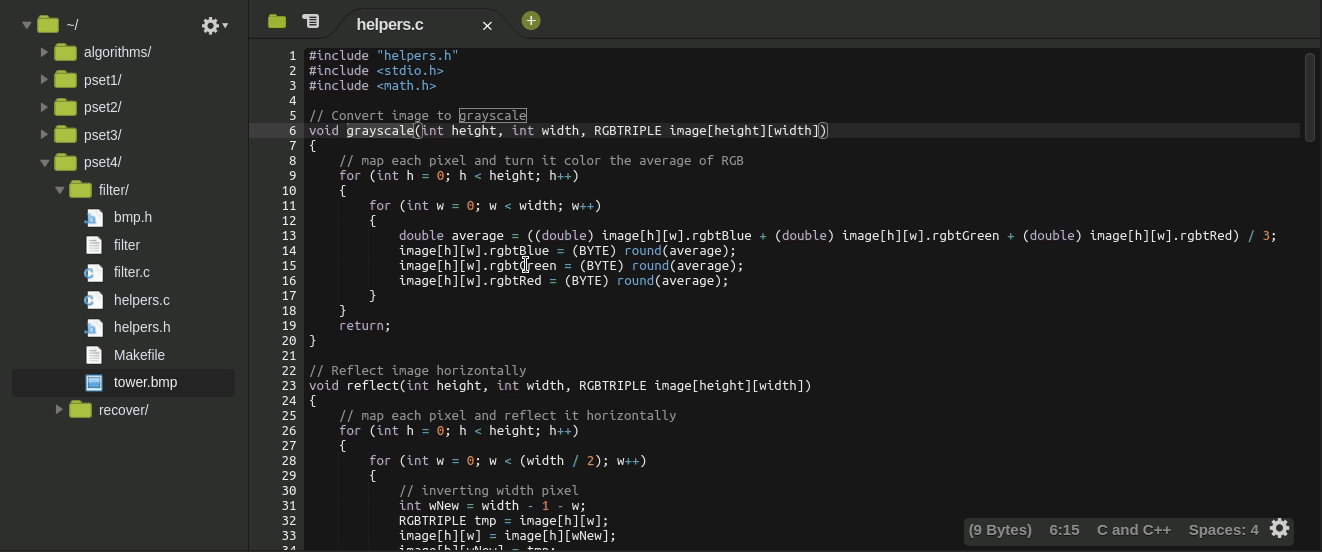 ~/
algorithms/
pset1/
pset2/
pset3/
pset4/
filter/
bmp.h
filter
filter.c
helpers.c
helpers.h
Makefile
tower.bmp
recover/
helpers.c
1 #include "helpers.h"
2 #include <stdio.h>
3 #include <math.h>
4
5 // Convert image to grayscale
6 void grayscale(int height, int width, RGBTRIPLE image[height][width])
7 {
8     // map each pixel and turn it color the average of RGB
9     for (int h = 0; h < height; h++)
10     {
11         for (int w = 0; w < width; w++)
12         {
13             double average = ((double) image[h][w].rgbtBlue + (double) image[h][w].rgbtGreen + (double) image[h][w].rgbtRed) / 3;
14             image[h][w].rgbtBlue = (BYTE) round(average);
15             image[h][w].rgbtGreen = (BYTE) round(average);
16             image[h][w].rgbtRed = (BYTE) round(average);
17         }
18     }
19     return;
20 }
21
22 // Reflect image horizontally
23 void reflect(int height, int width, RGBTRIPLE image[height][width])
24 {
25     // map each pixel and reflect it horizontally
26     for (int h = 0; h < height; h++)
27     {
28         for (int w = 0; w < (width / 2); w++)
29         {
30             // inverting width pixel
31             int wNew = width - 1 - w;
32             RGBTRIPLE tmp = image[h][w];
33             image[h][w] = image[h][wNew];
34             image[h][wNew] = tmp;
(9 Bytes) 6:15 C and C++ Spaces: 4